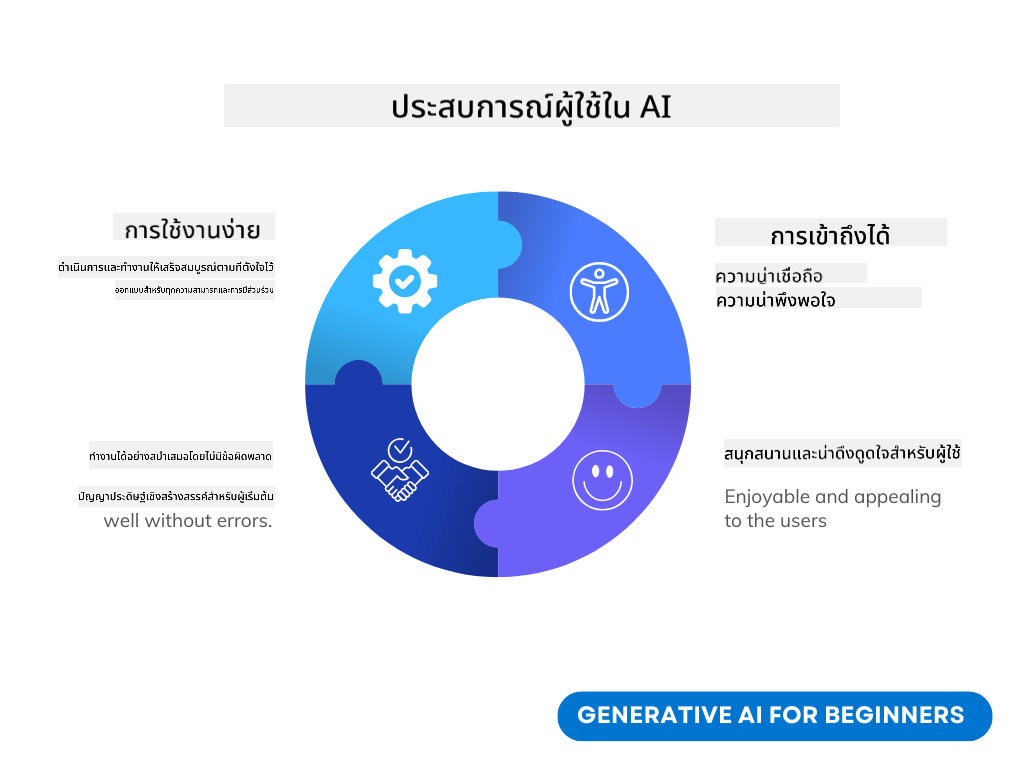 ประสบการณ์ผู้ใช้ใน AI
การใช้งานง่าย
ดำเนินการและทำงานให้เสร็จสมบูรณ์ตามที่ตั้งใจไว้
ออกแบบสำหรับทุกความสามารถและการมีส่วนร่วม
การเข้าถึงได้
ความน่าเชื่อถือ
ความน่าพึงพอใจ
ทำงานได้อย่างสม่ำเสมอโดยไม่มีข้อผิดพลาด
ปัญญาประดิษฐ์เชิงสร้างสรรค์สำหรับผู้เริ่มต้น
well without errors.
สนุกสนานและน่าดึงดูดใจสำหรับผู้ใช้
Enjoyable and appealing
to the users
GENERATIVE AI FOR BEGINNERS